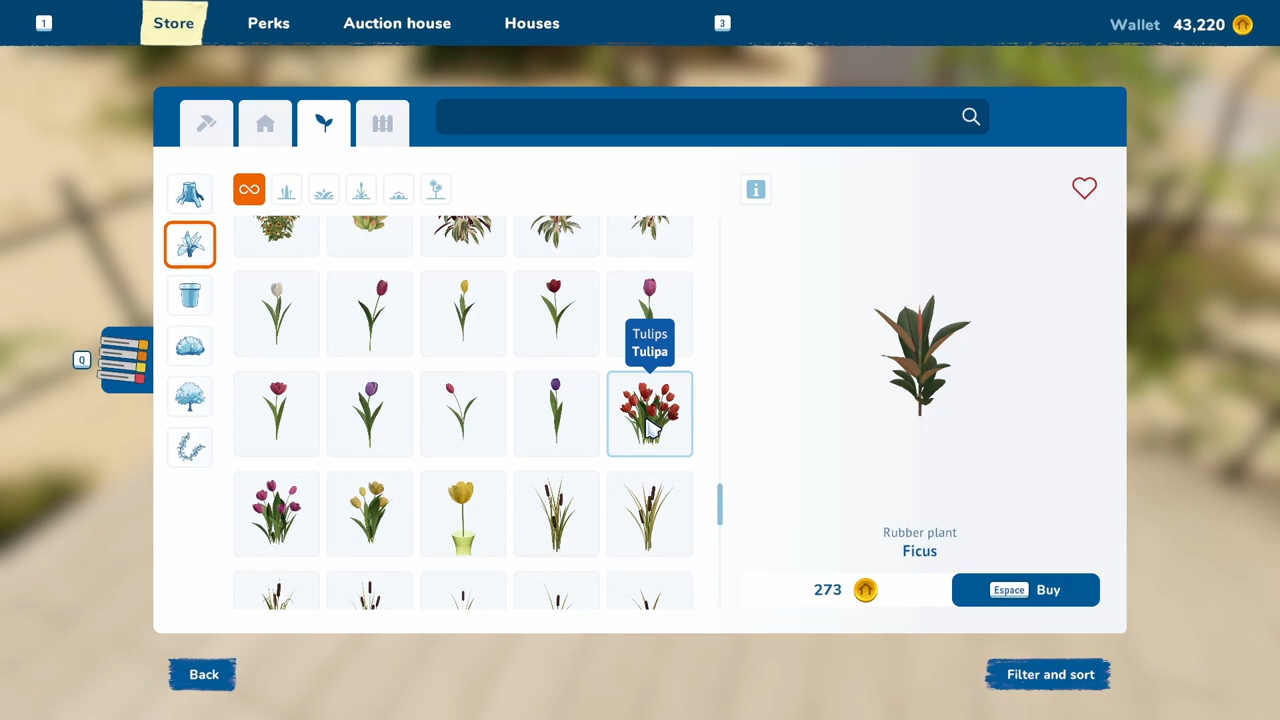 1
Store
Perks
Auction house
Houses
3
Wallet 43,220
Tulips
Tulipa
Q
Rubber plant
Ficus
273
Espace Buy
Back
Filter and sort